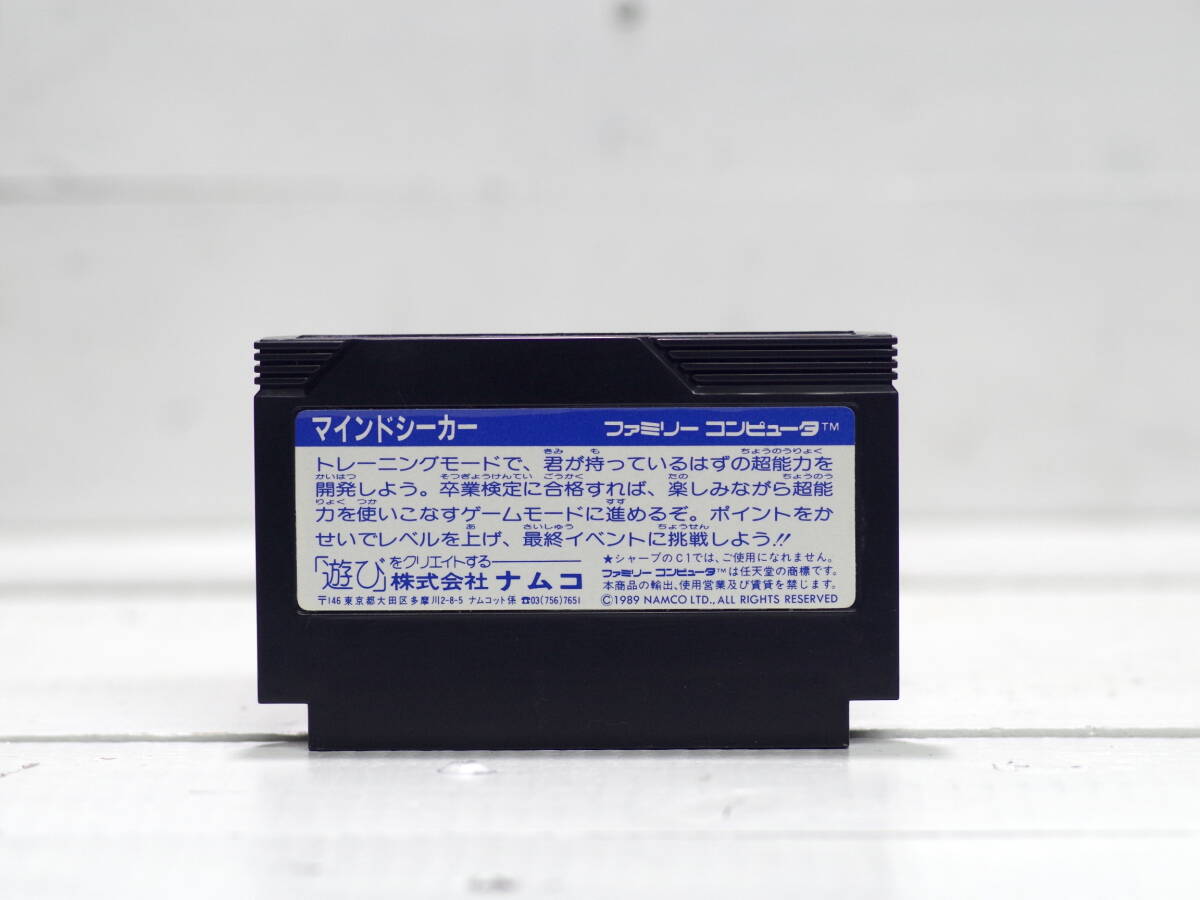 マインドシーカー ファミリー コンピュータ™
トレーニングモードで、君が持っているはずの超能力を
開発しよう。卒業検定に合格すれば、楽しみながら超能
力を使いこなすゲームモードに進めるぞ。ポイントをか
せいでレベルを上げ、最終イベントに挑戦しよう!!
「遊び」をクリエイトする
株式会社 ナムコ
〒146 東京都大田区多摩川2-8-5 ナムコット係 ☎03(756)7651
★シャープのC1では、ご使用になれません。
ファミリー コンピュータ™は任天堂の商標です。
本商品の輸出、使用営業及び賃貸を禁じます。
©1989 NAMCO LTD., ALL RIGHTS RESERVED